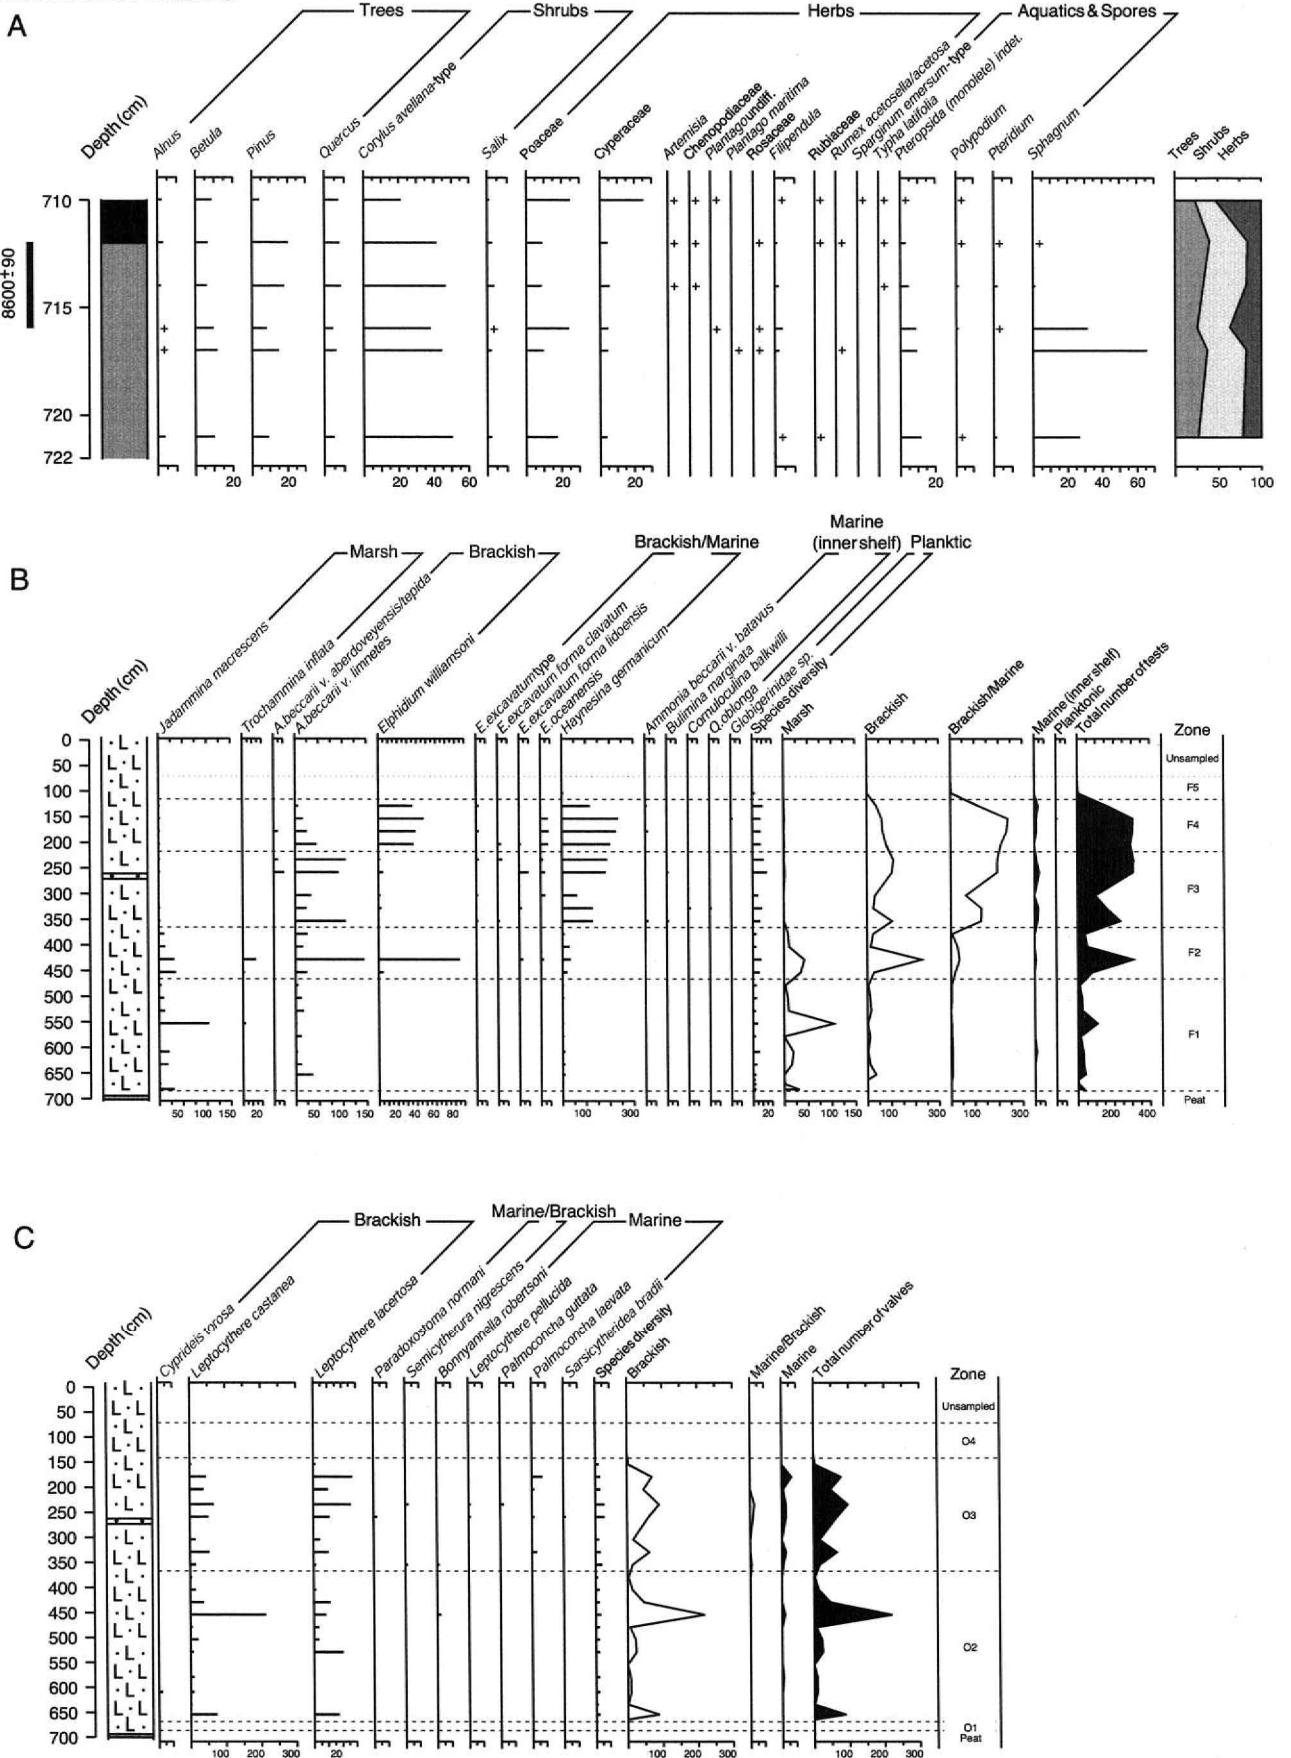 A
Trees
Shrubs
Herbs
Aquatics & Spores
Depth (cm)
Alnus
Betula
Pinus
Quercus
Corylus avellana-type
Salix
Poaceae
Cyperaceae
Artemisia
Chenopodiaceae
Plantago undiff.
Plantago maritima
Rosaceae
Filipendula
Rubiaceae
Rumex acetosella/acetosa
Sparginum emersum-type
Typha latifolia
Pteropsida (monolete) indet.
Polypodium
Pteridium
Sphagnum
Trees
Shrubs
Herbs
710
715
720
722
8600±90
20 20 20 40 60 20 20 20 20 40 60 50 100
B
Marsh
Brackish
Brackish/Marine
Marine
(inner shelf)
Planktic
Depth (cm)
Jadammina macrescens
Trochammina inflata
A.beccarii v. aberdoveyensis/tepida
A.beccarii v. limnetes
Elphidium williamsoni
E.excavatum type
E.excavatum forma clavatum
E.excavatum forma lidoensis
E.oceanensis
Haynesina germanicum
Ammonia beccarii v. batavus
Bulimina marginata
Cornuloculina balkwilli
Q.oblonga
Globigerinidae sp.
Species diversity
Marsh
Brackish
Brackish/Marine
Marine (inner shelf)
Planktonic
Total number of tests
Zone
0
50
100
150
200
250
300
350
400
450
500
550
600
650
700
Unsampled
F5
F4
F3
F2
F1
Peat
50 100 150 20 50 100 150 20 40 60 80 100 300 20 50 100 150 100 300 100 300 200 400
C
Brackish
Marine/Brackish
Marine
Depth (cm)
Cyprideis torosa
Leptocythere castanea
Leptocythere lacertosa
Paradoxostoma normani
Semicytherura nigrescens
Bonnyannella robertsoni
Leptocythere pellucida
Palmoconcha guttata
Palmoconcha laevata
Sarsicytheridea bradii
Species diversity
Brackish
Marine/Brackish
Marine
Total number of valves
Zone
0
50
100
150
200
250
300
350
400
450
500
550
600
650
700
Unsampled
O4
O3
O2
O1
Peat
100 200 300 20 100 200 300 100 200 300